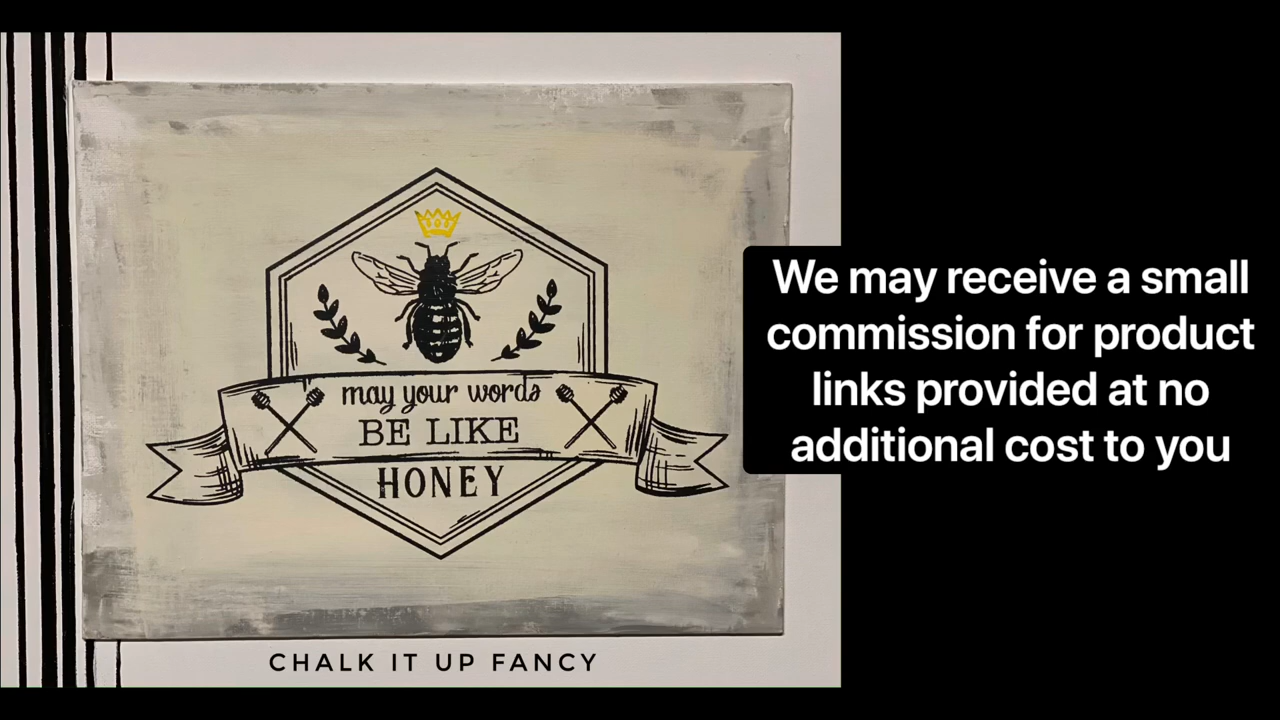 may your words
BE LIKE
HONEY
CHALK IT UP FANCY
We may receive a small
commission for product
links provided at no
additional cost to you